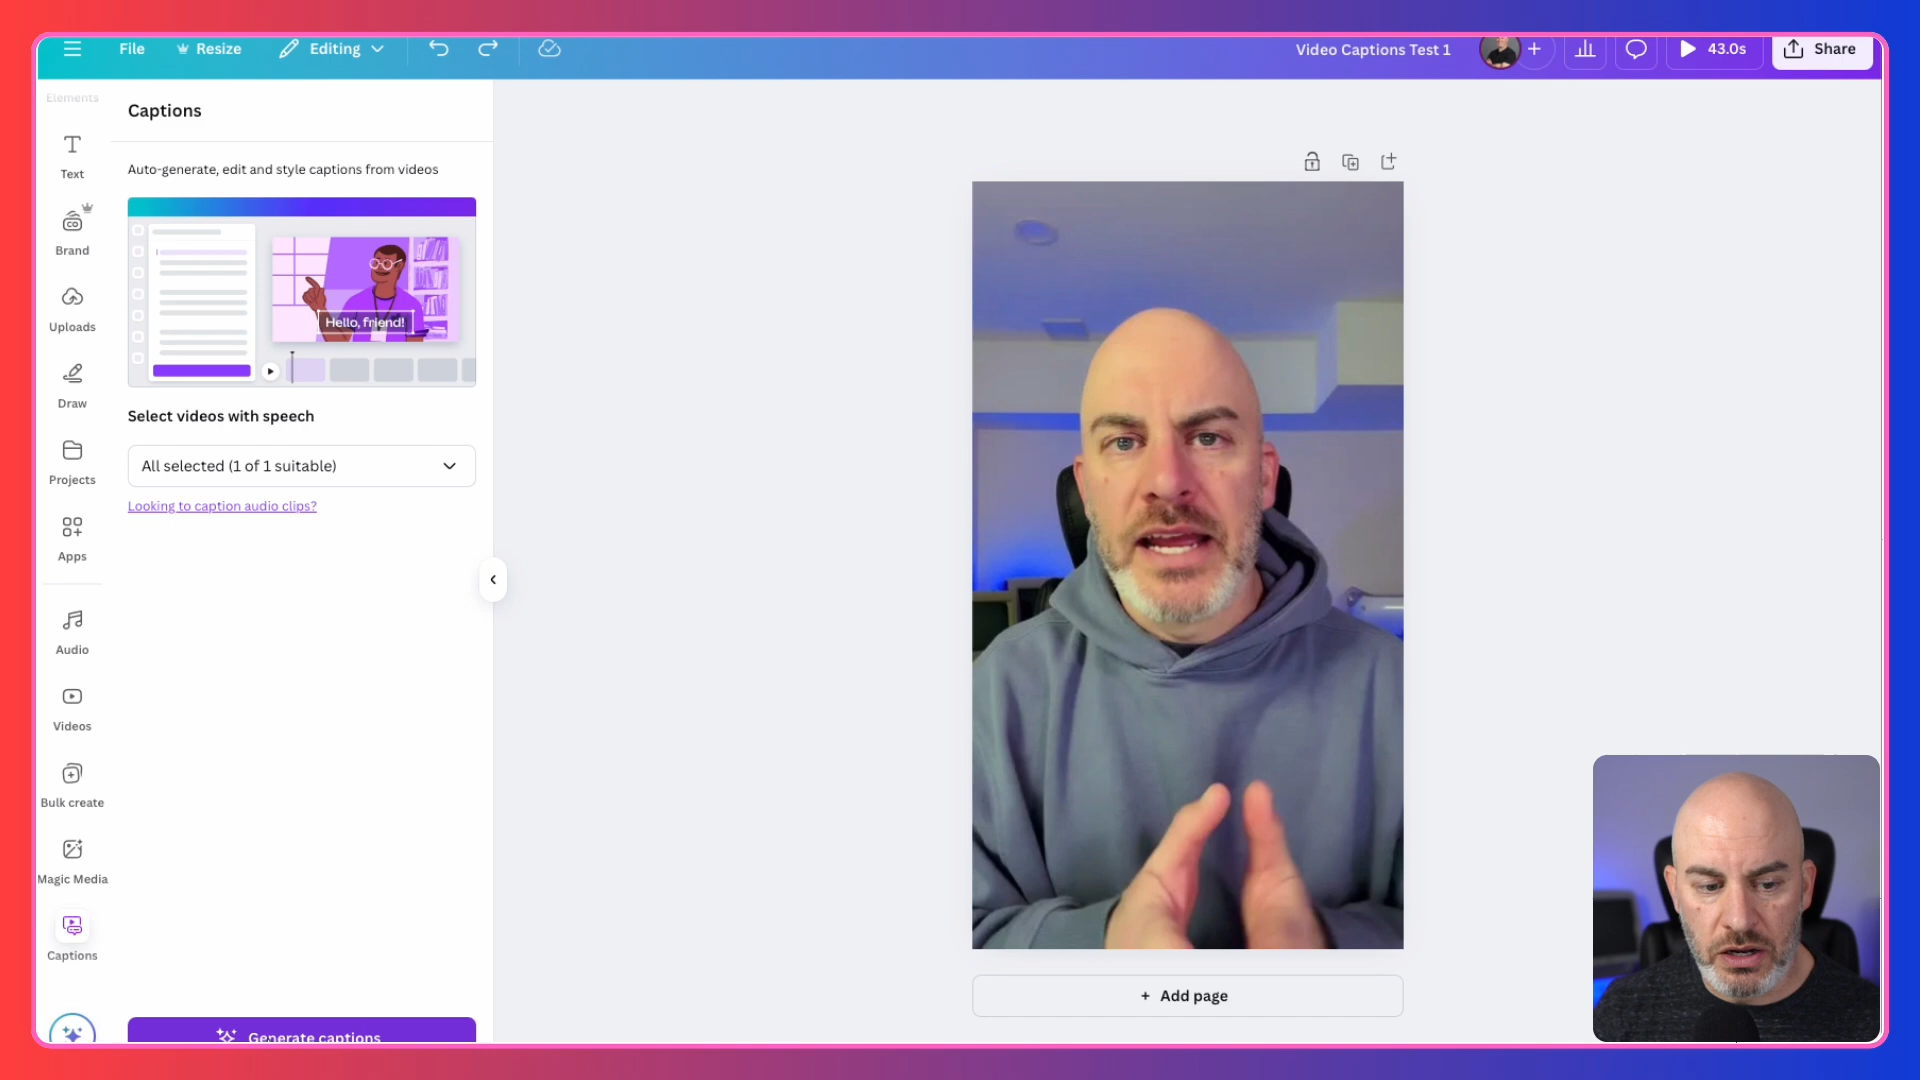 File
Resize
Editing
Video Captions Test 1
43.0s
Share
Elements
Text
Brand
Uploads
Draw
Projects
Apps
Audio
Videos
Bulk create
Magic Media
Captions
Captions
Auto-generate, edit and style captions from videos
Hello, friend!
Select videos with speech
All selected (1 of 1 suitable)
Looking to caption audio clips?
Generate captions
+ Add page